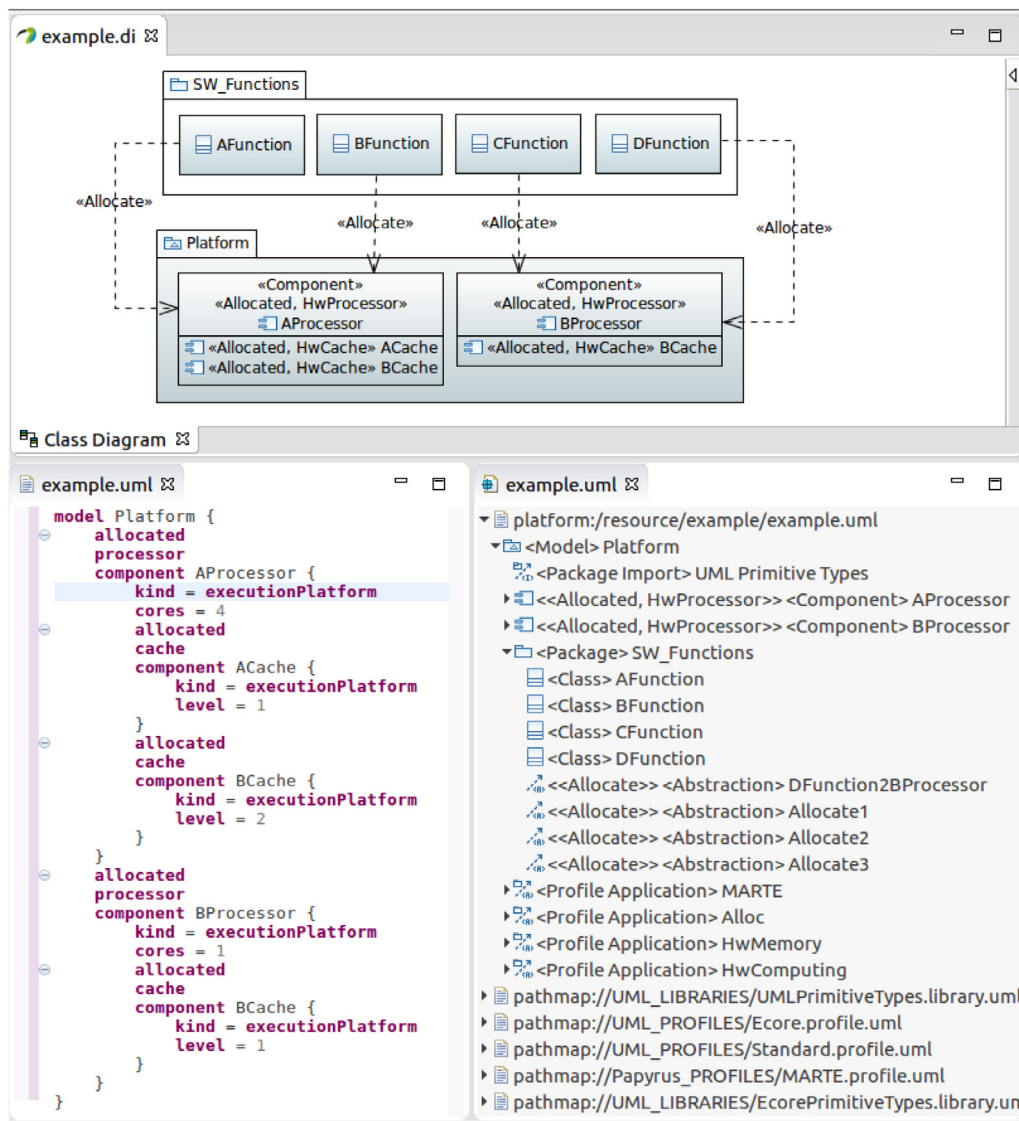 example.di
SW_Functions
AFunction
BFunction
CFunction
DFunction
«Allocate»
«Allocate»
«Allocate»
«Allocate»
Platform
«Component»
«Allocated, HwProcessor»
AProcessor
«Allocated, HwCache» ACache
«Allocated, HwCache» BCache
«Component»
«Allocated, HwProcessor»
BProcessor
«Allocated, HwCache» BCache
Class Diagram
example.uml
model Platform {
allocated
processor
component AProcessor {
kind = executionPlatform
cores = 4
allocated
cache
component ACache {
kind = executionPlatform
level = 1
}
allocated
cache
component BCache {
kind = executionPlatform
level = 2
}
}
allocated
processor
component BProcessor {
kind = executionPlatform
cores = 1
allocated
cache
component BCache {
kind = executionPlatform
level = 1
}
}
}
example.uml
platform:/resource/example/example.uml
<Model> Platform
<Package Import> UML Primitive Types
<<Allocated, HwProcessor>> <Component> AProcessor
<<Allocated, HwProcessor>> <Component> BProcessor
<Package> SW_Functions
<Class> AFunction
<Class> BFunction
<Class> CFunction
<Class> DFunction
<<Allocate>> <Abstraction> DFunction2BProcessor
<<Allocate>> <Abstraction> Allocate1
<<Allocate>> <Abstraction> Allocate2
<<Allocate>> <Abstraction> Allocate3
<Profile Application> MARTE
<Profile Application> Alloc
<Profile Application> HwMemory
<Profile Application> HwComputing
pathmap://UML_LIBRARIES/UMLPrimitiveTypes.library.uml
pathmap://UML_PROFILES/Ecore.profile.uml
pathmap://UML_PROFILES/Standard.profile.uml
pathmap://Papyrus_PROFILES/MARTE.profile.uml
pathmap://UML_LIBRARIES/EcorePrimitiveTypes.library.um